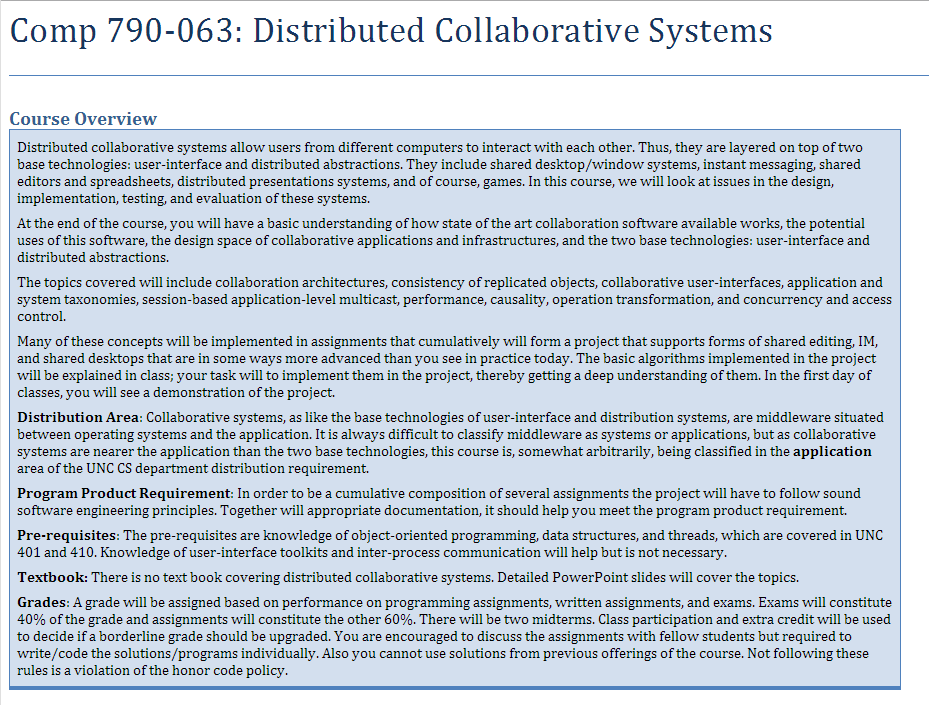 Comp 790-063: Distributed Collaborative Systems
Course Overview
Distributed collaborative systems allow users from different computers to interact with each other. Thus, they are layered on top of two
base technologies: user-interface and distributed abstractions. They include shared desktop/window systems, instant messaging, shared
editors and spreadsheets, distributed presentations systems, and of course, games. In this course, we will look at issues in the design,
implementation, testing, and evaluation of these systems.
At the end of the course, you will have a basic understanding of how state of the art collaboration software available works, the potential
uses of this software, the design space of collaborative applications and infrastructures, and the two base technologies: user-interface and
distributed abstractions.
The topics covered will include collaboration architectures, consistency of replicated objects, collaborative user-interfaces, application and
system taxonomies, session-based application-level multicast, performance, causality, operation transformation, and concurrency and access
control.
Many of these concepts will be implemented in assignments that cumulatively will form a project that supports forms of shared editing, IM,
and shared desktops that are in some ways more advanced than you see in practice today. The basic algorithms implemented in the project
will be explained in class; your task will to implement them in the project, thereby getting a deep understanding of them. In the first day of
classes, you will see a demonstration of the project.
Distribution Area: Collaborative systems, as like the base technologies of user-interface and distribution systems, are middleware situated
between operating systems and the application. It is always difficult to classify middleware as systems or applications, but as collaborative
systems are nearer the application than the two base technologies, this course is, somewhat arbitrarily, being classified in the application
area of the UNC CS department distribution requirement.
Program Product Requirement: In order to be a cumulative composition of several assignments the project will have to follow sound
software engineering principles. Together will appropriate documentation, it should help you meet the program product requirement.
Pre-requisites: The pre-requisites are knowledge of object-oriented programming, data structures, and threads, which are covered in UNC
401 and 410. Knowledge of user-interface toolkits and inter-process communication will help but is not necessary.
Textbook: There is no text book covering distributed collaborative systems. Detailed PowerPoint slides will cover the topics.
Grades: A grade will be assigned based on performance on programming assignments, written assignments, and exams. Exams will constitute
40% of the grade and assignments will constitute the other 60%. There will be two midterms. Class participation and extra credit will be used
to decide if a borderline grade should be upgraded. You are encouraged to discuss the assignments with fellow students but required to
write/code the solutions/programs individually. Also you cannot use solutions from previous offerings of the course. Not following these
rules is a violation of the honor code policy.